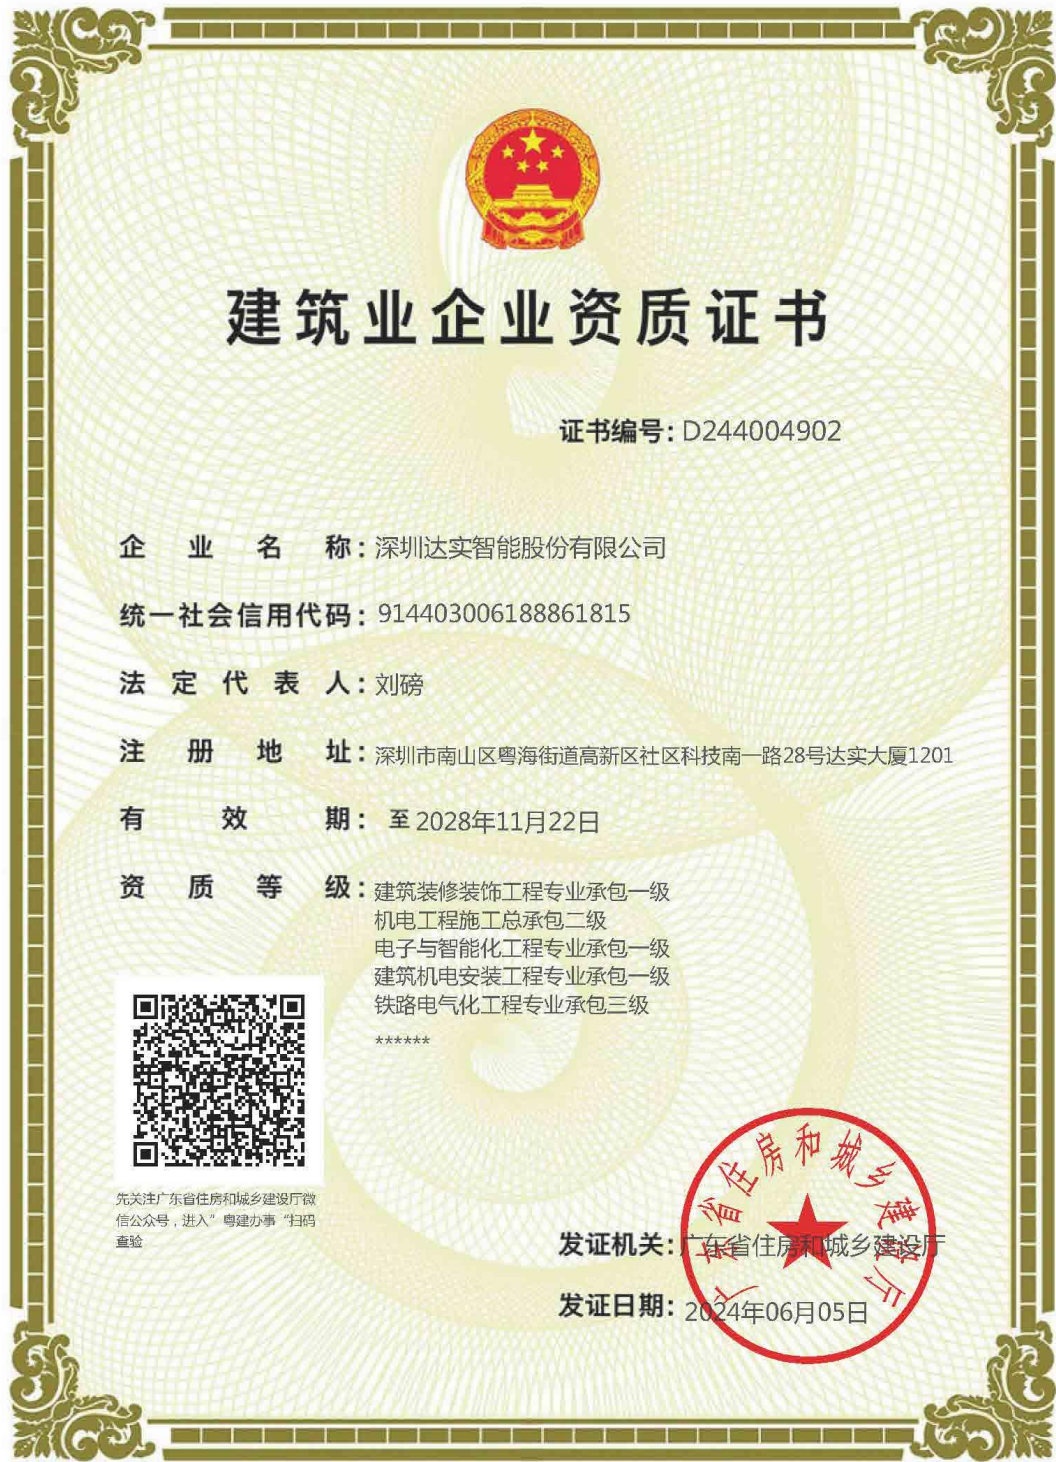 建筑业企业资质证书
证书编号：D244004902
企业名称：深圳达实智能股份有限公司
统一社会信用代码：914403006188861815
法定代表人：刘磅
注册地址：深圳市南山区粤海街道高新区社区科技南一路28号达实大厦1201
有效期：至2028年11月22日
资质等级：建筑装修装饰工程专业承包一级
机电工程施工总承包二级
电子与智能化工程专业承包一级
建筑机电安装工程专业承包一级
铁路电气化工程专业承包三级
******
先关注广东省住房和城乡建设厅微
信公众号，进入”粤建办事“扫码
查验
发证机关：广东省住房和城乡建设厅
发证日期：2024年06月05日
广东省住房和城乡建设厅